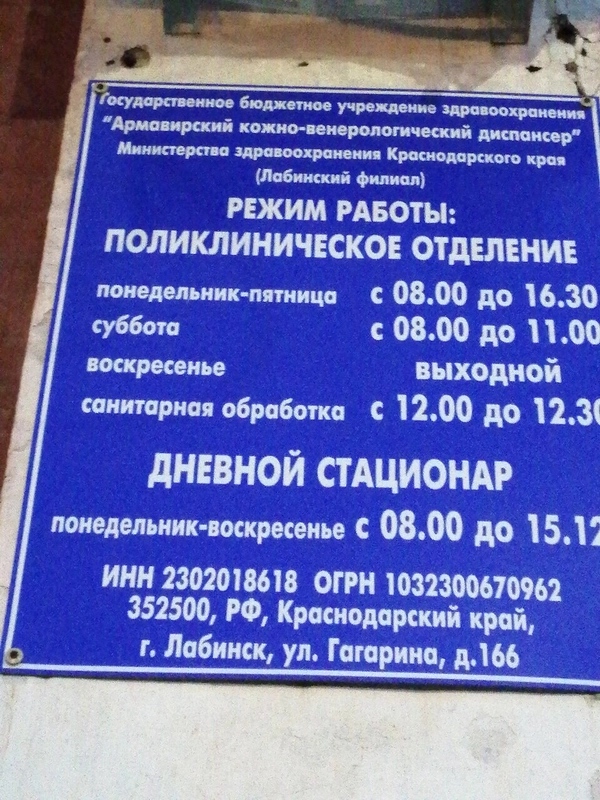 Государственное бюджетное учреждение здравоохранения
"Армавирский кожно-венерологический диспансер"
Министерства здравоохранения Краснодарского края
(Лабинский филиал)
РЕЖИМ РАБОТЫ:
ПОЛИКЛИНИЧЕСКОЕ ОТДЕЛЕНИЕ
понедельник-пятница с 08.00 до 16.30
суббота с 08.00 до 11.00
воскресенье выходной
санитарная обработка с 12.00 до 12.30
ДНЕВНОЙ СТАЦИОНАР
понедельник-воскресенье с 08.00 до 15.12
ИНН 2302018618 ОГРН 1032300670962
352500, РФ, Краснодарский край,
г. Лабинск, ул. Гагарина, д.166